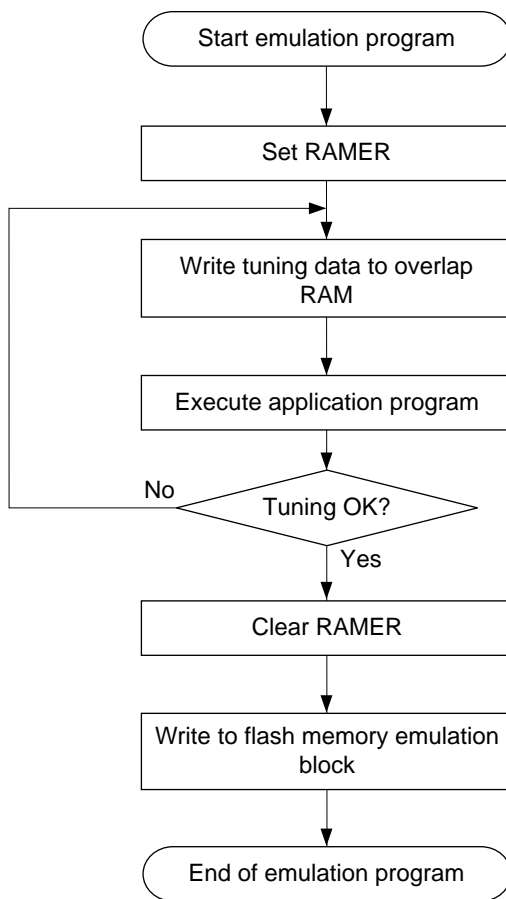 Start emulation program
Set RAMER
Write tuning data to overlap
RAM
Execute application program
No
Tuning OK?
Yes
Clear RAMER
Write to flash memory emulation
block
End of emulation program